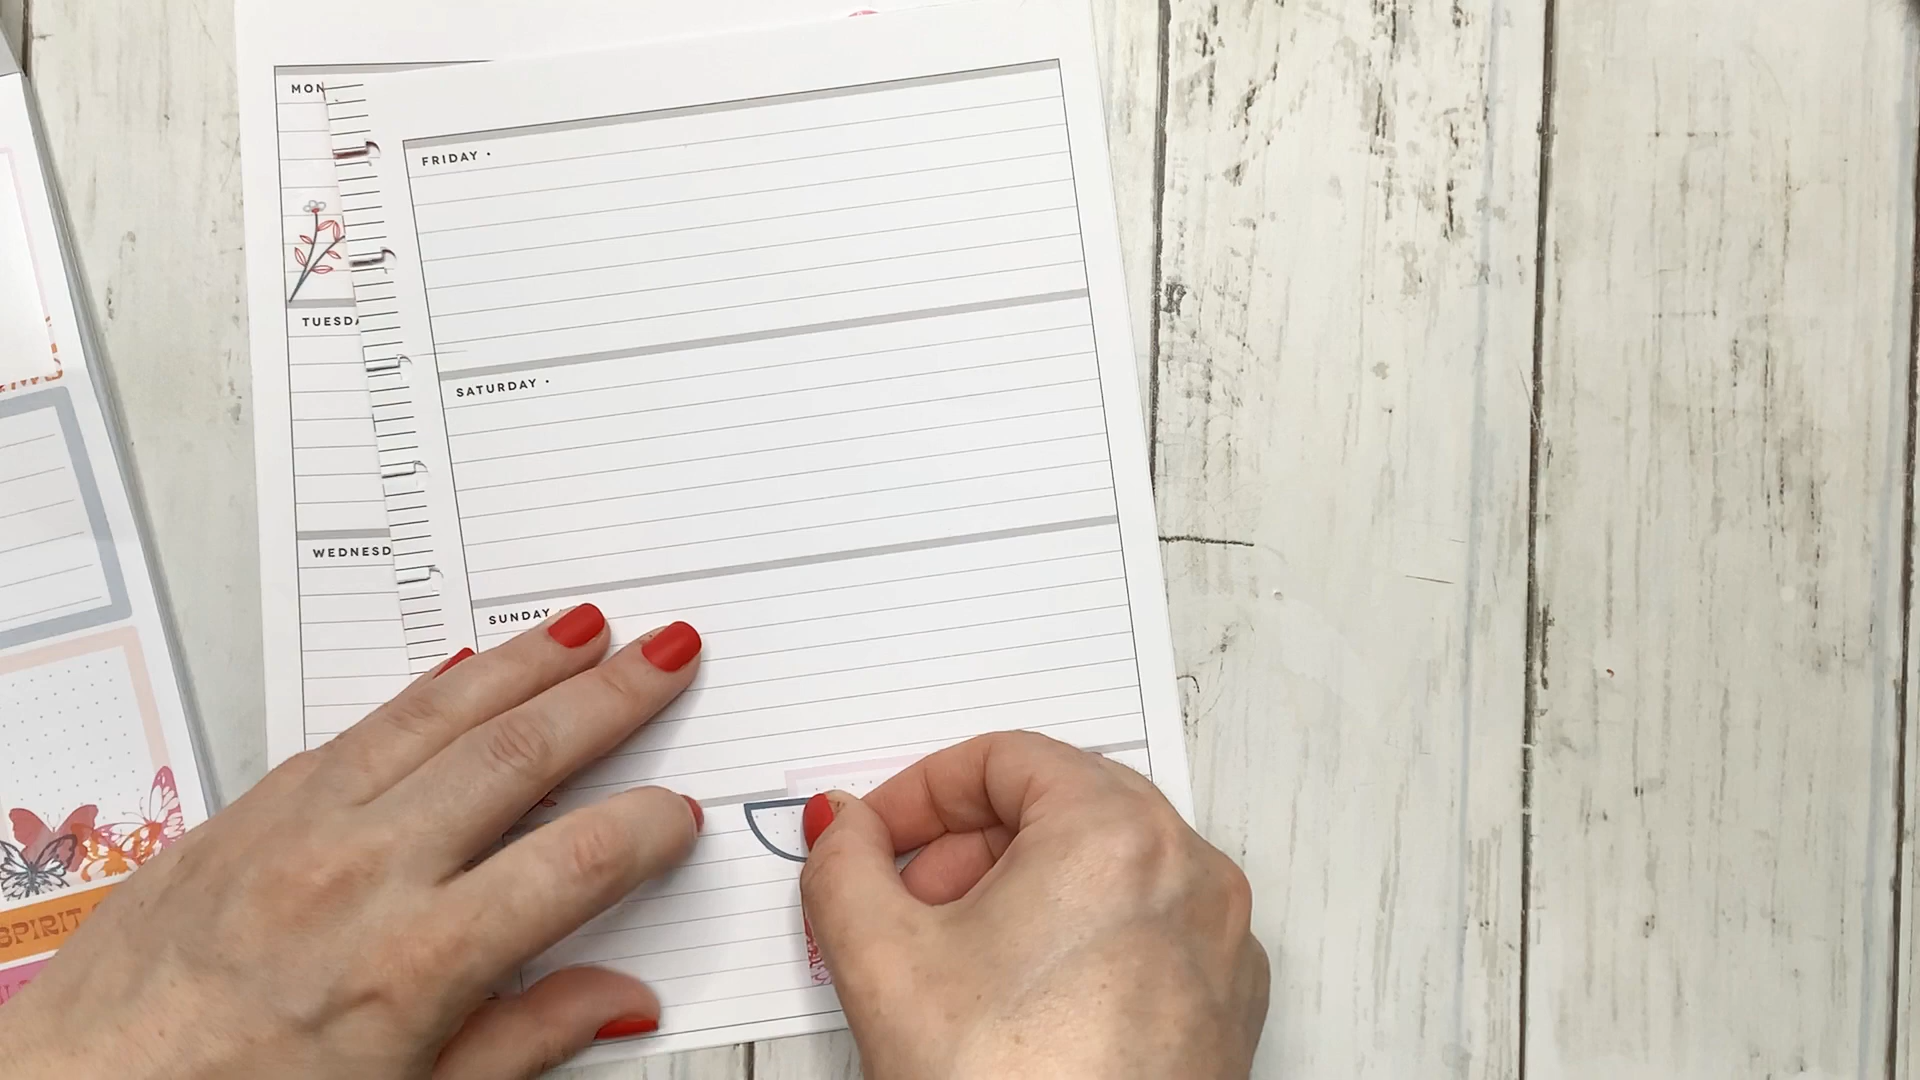 MON
TUESDA
WEDNESD
FRIDAY •
SATURDAY •
SUNDAY
SPIRIT